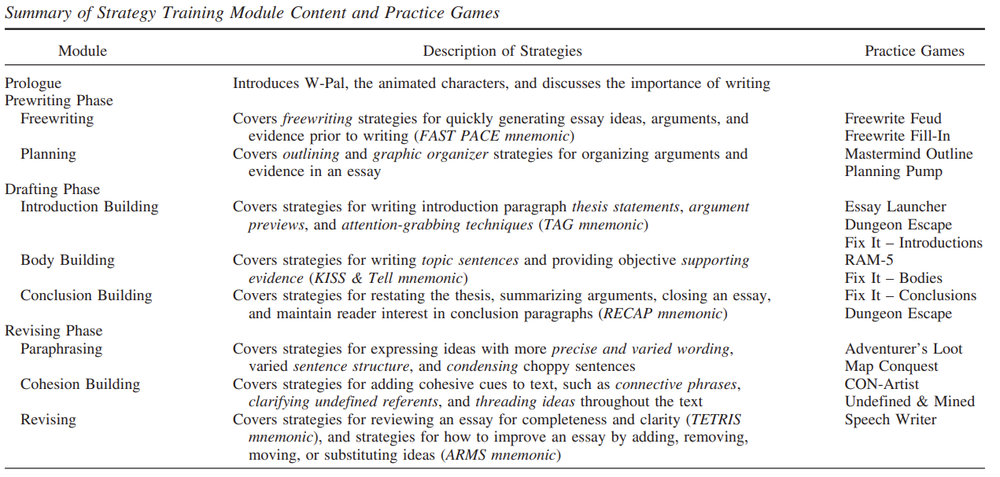 Summary of Strategy Training Module Content and Practice Games
Module Description of Strategies Practice Games
Prologue Introduces W-Pal, the animated characters, and discusses the importance of writing
Prewriting Phase
Freewriting Covers freewriting strategies for quickly generating essay ideas, arguments, and Freewrite Feud
evidence prior to writing (FAST PACE mnemonic) Freewrite Fill-In
Planning Covers outlining and graphic organizer strategies for organizing arguments and Mastermind Outline
evidence in an essay Planning Pump
Drafting Phase
Introduction Building Covers strategies for writing introduction paragraph thesis statements, argument Essay Launcher
previews, and attention-grabbing techniques (TAG mnemonic) Dungeon Escape
Fix It – Introductions
Body Building Covers strategies for writing topic sentences and providing objective supporting RAM-5
evidence (KISS & Tell mnemonic) Fix It – Bodies
Conclusion Building Covers strategies for restating the thesis, summarizing arguments, closing an essay, Fix It – Conclusions
and maintain reader interest in conclusion paragraphs (RECAP mnemonic) Dungeon Escape
Revising Phase
Paraphrasing Covers strategies for expressing ideas with more precise and varied wording, Adventurer's Loot
varied sentence structure, and condensing choppy sentences Map Conquest
Cohesion Building Covers strategies for adding cohesive cues to text, such as connective phrases, CON-Artist
clarifying undefined referents, and threading ideas throughout the text Undefined & Mined
Revising Covers strategies for reviewing an essay for completeness and clarity (TETRIS Speech Writer
mnemonic), and strategies for how to improve an essay by adding, removing,
moving, or substituting ideas (ARMS mnemonic)